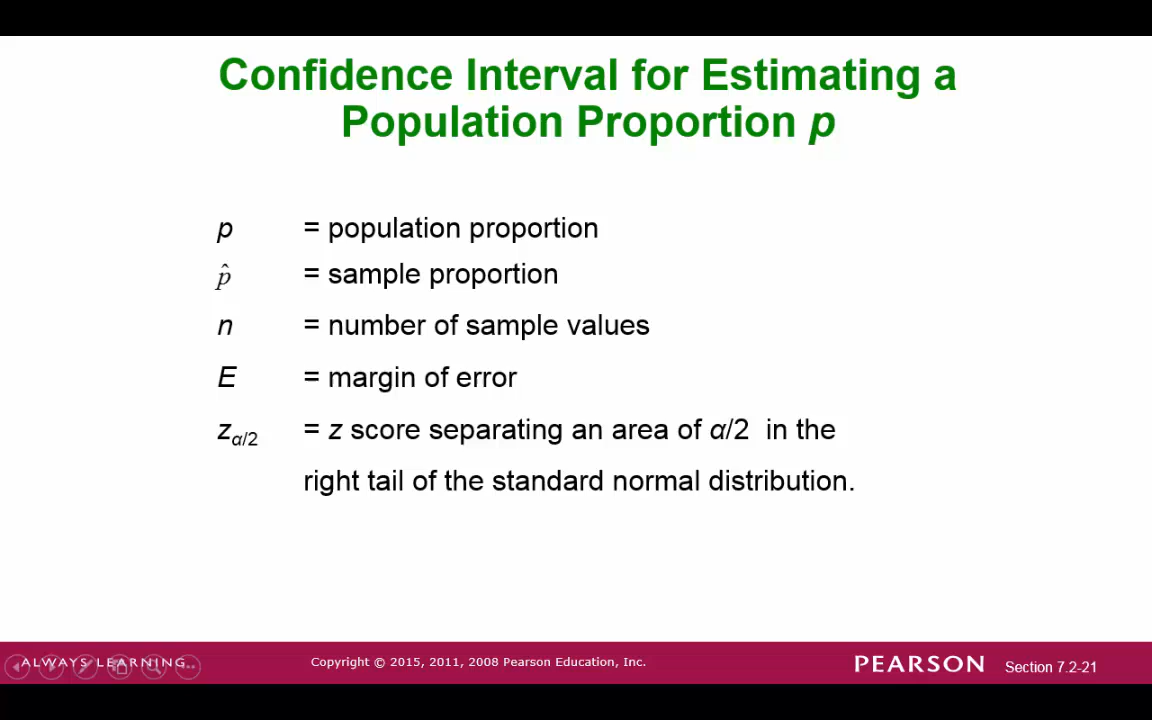 Confidence Interval for Estimating a
Population Proportion p
p = population proportion
p̂ = sample proportion
n = number of sample values
E = margin of error
zα/2 = z score separating an area of α/2 in the
right tail of the standard normal distribution.
ALWAYS LEARNING Copyright © 2015, 2011, 2008 Pearson Education, Inc. PEARSON Section 7.2-21